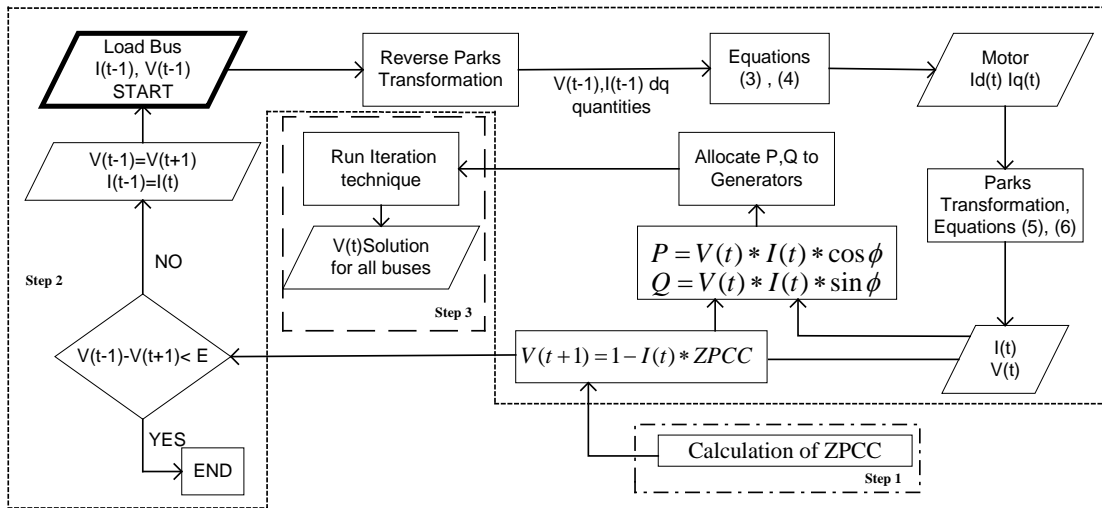 Load Bus
I(t-1), V(t-1)
START
Reverse Parks
Transformation
V(t-1),I(t-1) dq
quantities
Equations
(3) , (4)
Motor
Id(t) Iq(t)
V(t-1)=V(t+1)
I(t-1)=I(t)
Run Iteration
technique
Allocate P,Q to
Generators
Parks
Transformation,
Equations (5), (6)
V(t)Solution
for all buses
P = V(t) * I(t) * cos ϕ
Q = V(t) * I(t) * sin ϕ
NO
Step 2
Step 3
V(t-1)-V(t+1)< E
V(t+1) = 1 − I(t) * ZPCC
I(t)
V(t)
YES
END
Calculation of ZPCC
Step 1